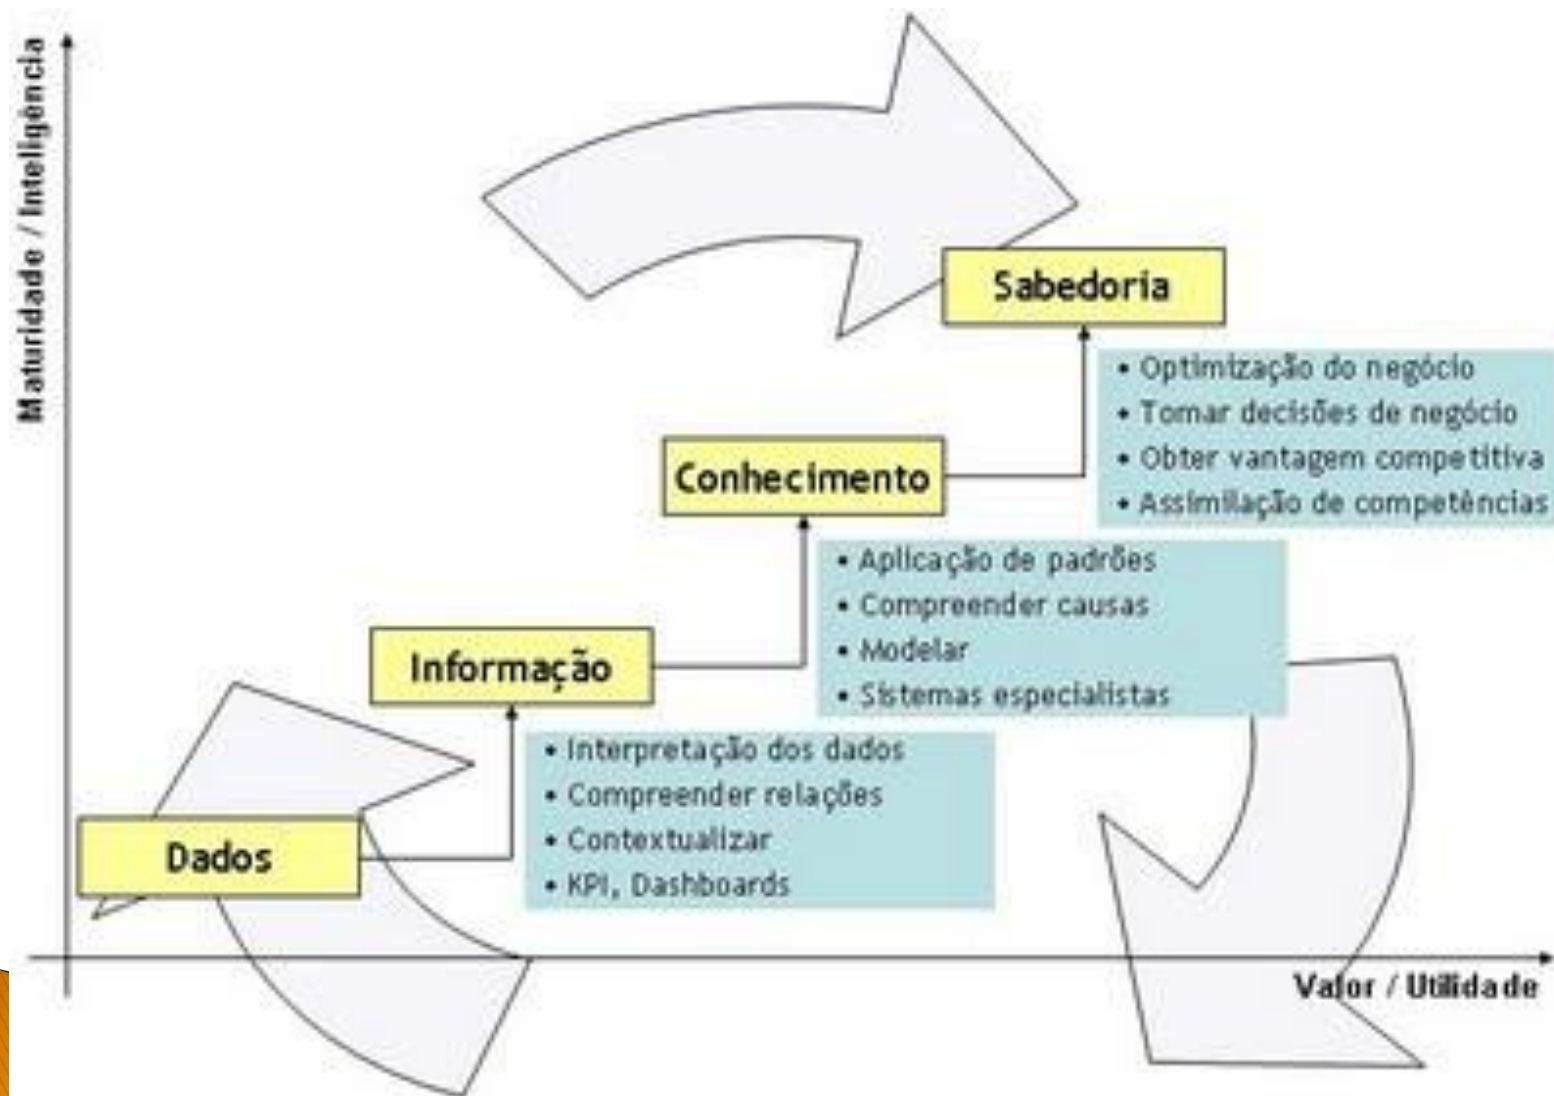 Maturidade / Inteligência
Sabedoria
• Optimização do negócio
• Tomar decisões de negócio
• Obter vantagem competitiva
• Assimilação de competências
Conhecimento
• Aplicação de padrões
• Compreender causas
• Modelar
• Sistemas especialistas
Informação
• Interpretação dos dados
• Compreender relações
• Contextualizar
• KPI, Dashboards
Dados
Valor / Utilidade